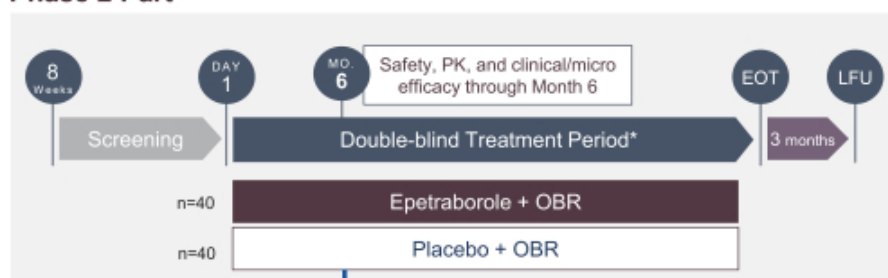 8
Weeks
DAY
1
MO.
6
Safety, PK, and clinical/micro
efficacy through Month 6
EOT
LFU
Screening
Double-blind Treatment Period*
3 months
n=40
Epetraborole + OBR
n=40
Placebo + OBR